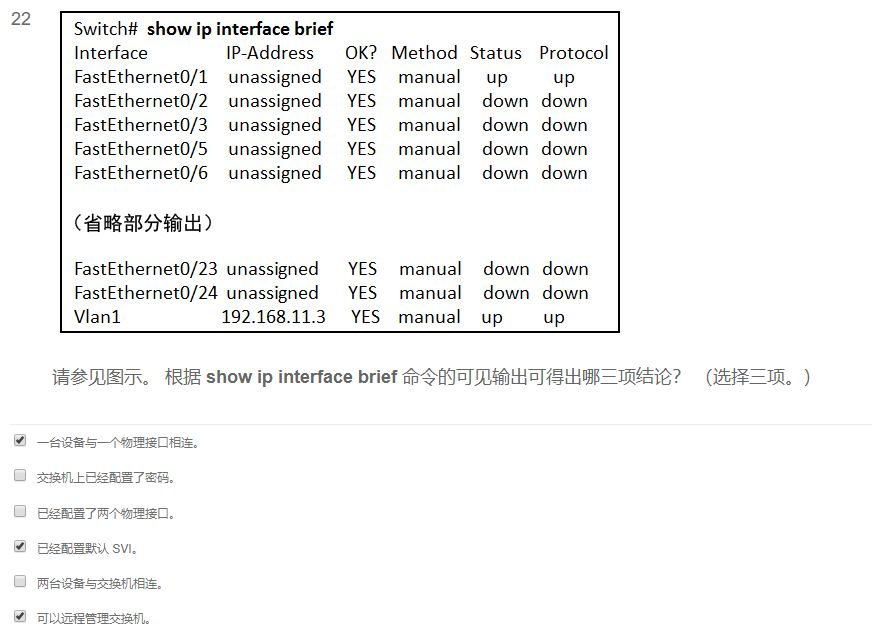 22
Switch# show ip interface brief
Interface IP-Address OK? Method Status Protocol
FastEthernet0/1 unassigned YES manual up up
FastEthernet0/2 unassigned YES manual down down
FastEthernet0/3 unassigned YES manual down down
FastEthernet0/5 unassigned YES manual down down
FastEthernet0/6 unassigned YES manual down down
（省略部分输出）
FastEthernet0/23 unassigned YES manual down down
FastEthernet0/24 unassigned YES manual down down
Vlan1 192.168.11.3 YES manual up up
请参见图示。 根据 show ip interface brief 命令的可见输出可得出哪三项结论？ （选择三项。）
一台设备与一个物理接口相连。
交换机上已经配置了密码。
已经配置了两个物理接口。
已经配置默认 SVI。
两台设备与交换机相连。
可以远程管理交换机。